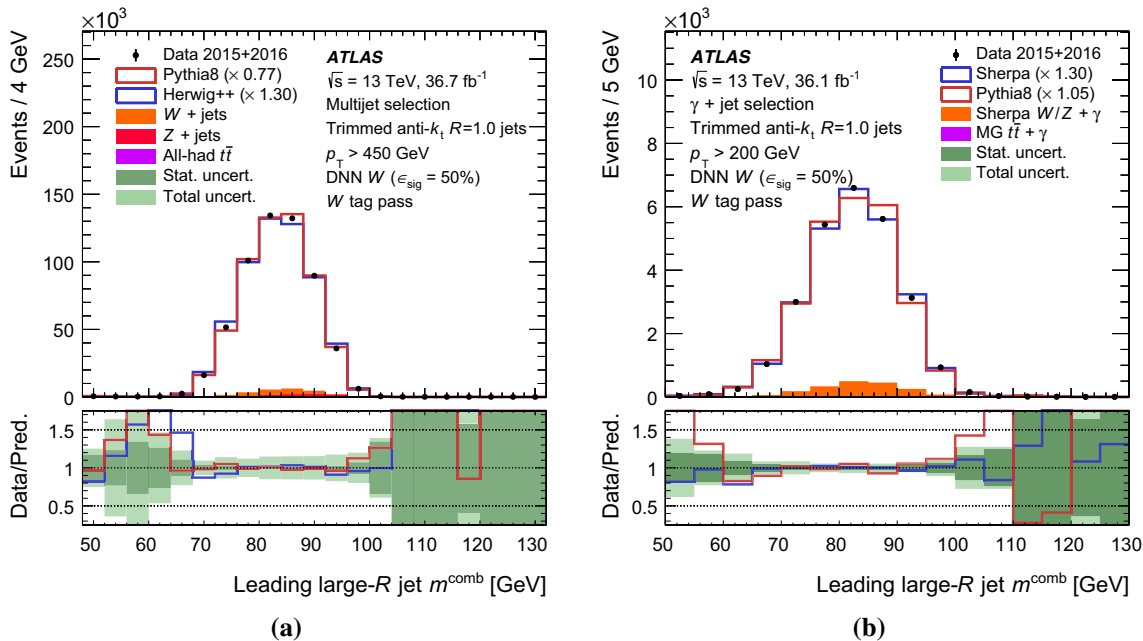 ×10³
Events / 4 GeV
250
200
150
100
50
0
Data 2015+2016
Pythia8 (× 0.77)
Herwig++ (× 1.30)
W + jets
Z + jets
All-had tt̄
Stat. uncert.
Total uncert.
ATLAS
√s = 13 TeV, 36.7 fb⁻¹
Multijet selection
Trimmed anti-kₜ R=1.0 jets
p_T > 450 GeV
DNN W (ϵ_sig = 50%)
W tag pass
Data/Pred.
1.5
1
0.5
50 60 70 80 90 100 110 120 130
Leading large-R jet m^comb [GeV]
(a)
×10³
Events / 5 GeV
10
8
6
4
2
0
ATLAS
√s = 13 TeV, 36.1 fb⁻¹
γ + jet selection
Trimmed anti-kₜ R=1.0 jets
p_T > 200 GeV
DNN W (ϵ_sig = 50%)
W tag pass
Data 2015+2016
Sherpa (× 1.30)
Pythia8 (× 1.05)
Sherpa W/Z + γ
MG tt̄ + γ
Stat. uncert.
Total uncert.
Data/Pred.
1.5
1
0.5
50 60 70 80 90 100 110 120 130
Leading large-R jet m^comb [GeV]
(b)